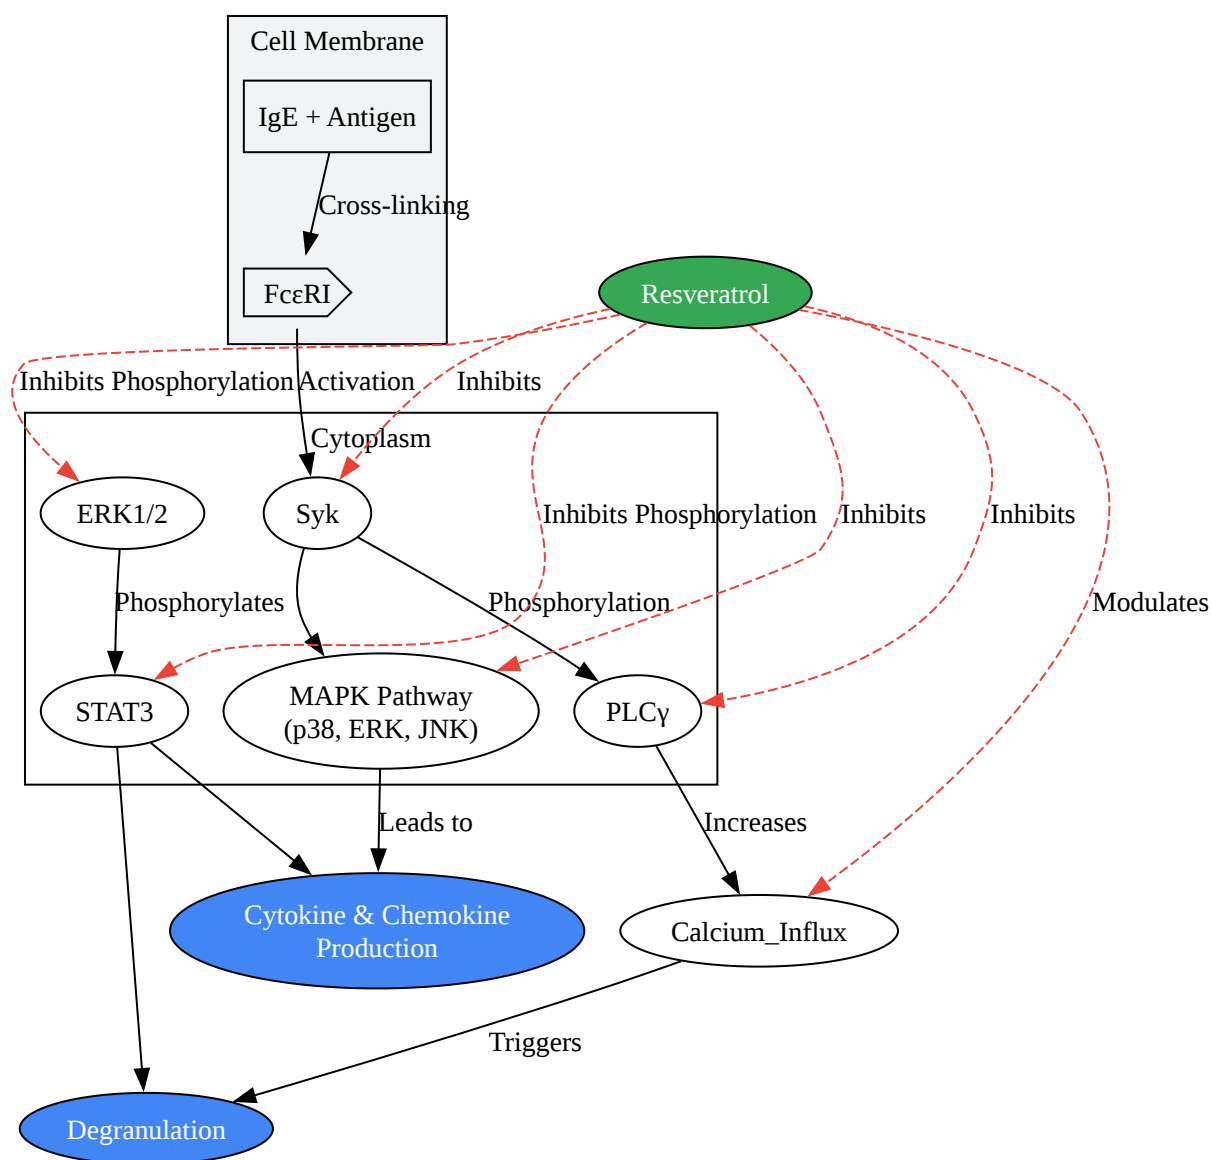 Cell Membrane
IgE + Antigen
Cross-linking
FcεRI
Resveratrol
Inhibits Phosphorylation
Activation
Inhibits
Cytoplasm
ERK1/2
Syk
Inhibits Phosphorylation
Inhibits
Inhibits
Phosphorylates
Phosphorylation
Modulates
STAT3
MAPK Pathway
(p38, ERK, JNK)
PLCγ
Leads to
Increases
Cytokine & Chemokine
Production
Calcium_Influx
Triggers
Degranulation